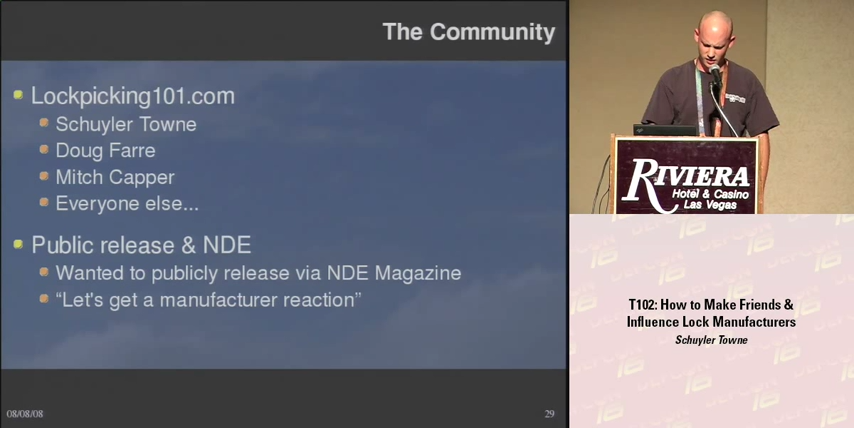 The Community
Lockpicking101.com
Schuyler Towne
Doug Farre
Mitch Capper
Everyone else...
Public release & NDE
Wanted to publicly release via NDE Magazine
“Let's get a manufacturer reaction”
08/08/08
29
RIVIERA
Hotel & Casino
Las Vegas
T102: How to Make Friends &
Influence Lock Manufacturers
Schuyler Towne